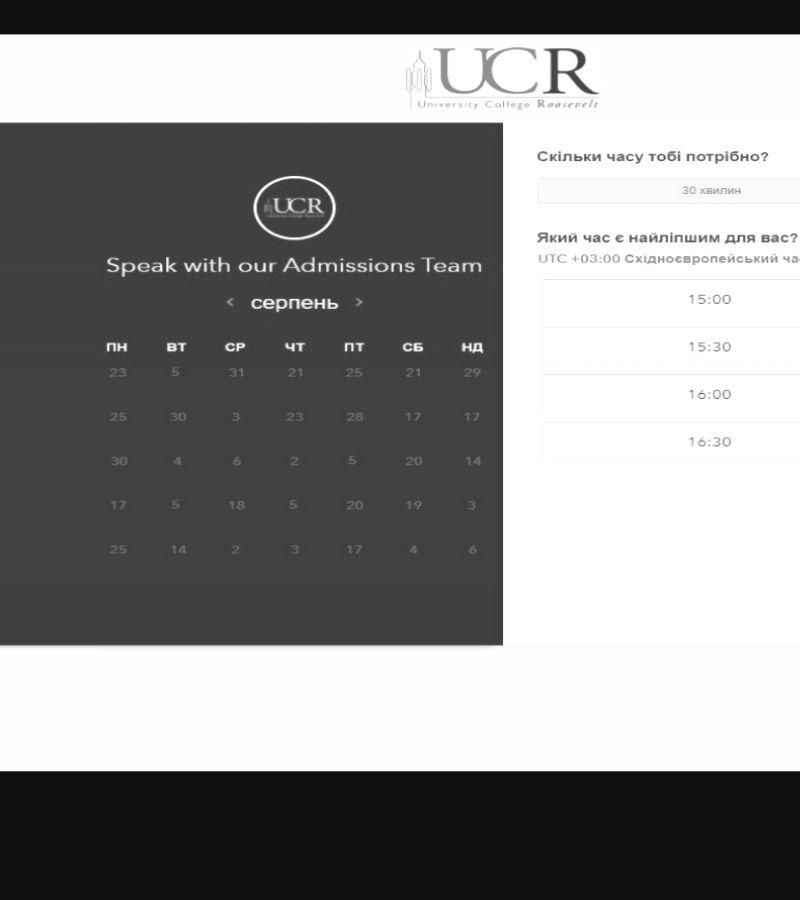 UCR
University College Roosevelt
UCR
Speak with our Admissions Team
< серпень >
ПН ВТ СР ЧТ ПТ СБ НД
23 5 31 21 25 21 29
25 30 3 23 28 17 17
30 4 6 2 5 20 14
17 5 18 5 20 19 3
25 14 2 3 17 4 6
Скільки часу тобі потрібно?
30 хвилин
Який час є найліпшим для вас?
UTC +03:00 Східноєвропейський
15:00
15:30
16:00
16:30